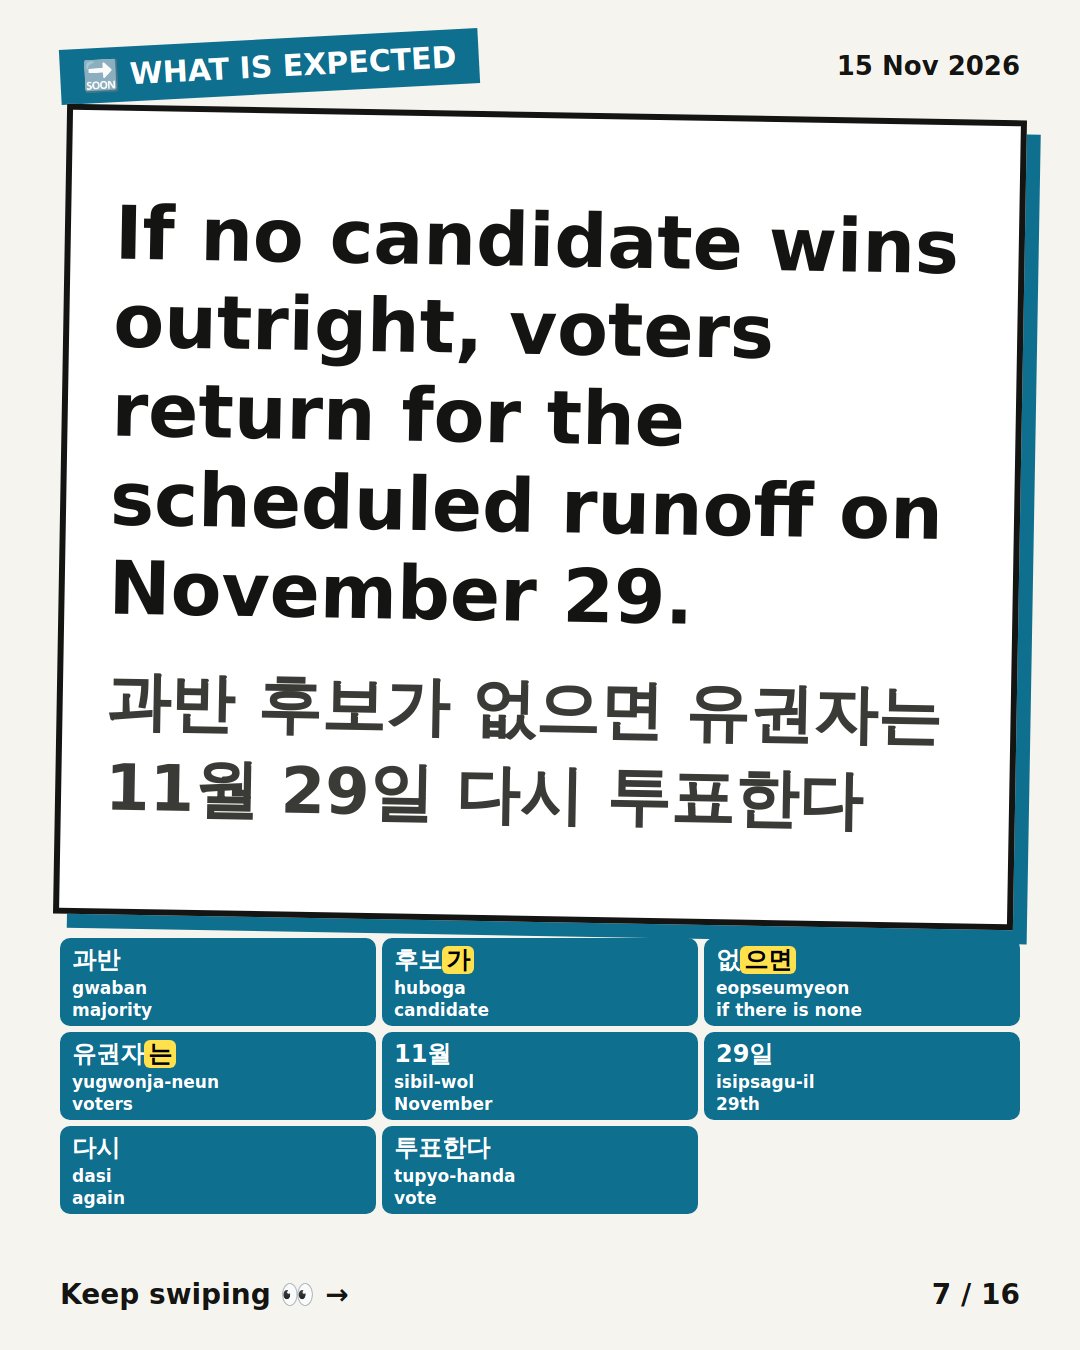 🔜 WHAT IS EXPECTED
15 Nov 2026
If no candidate wins
outright, voters
return for the
scheduled runoff on
November 29.
과반 후보가 없으면 유권자는
11월 29일 다시 투표한다
과반
gwaban
majority
후보가
huboga
candidate
없으면
eopseumyeon
if there is none
유권자는
yugwonja-neun
voters
11월
sibil-wol
November
29일
isipsagu-il
29th
다시
dasi
again
투표한다
tupyo-handa
vote
Keep swiping 👀 →
7 / 16